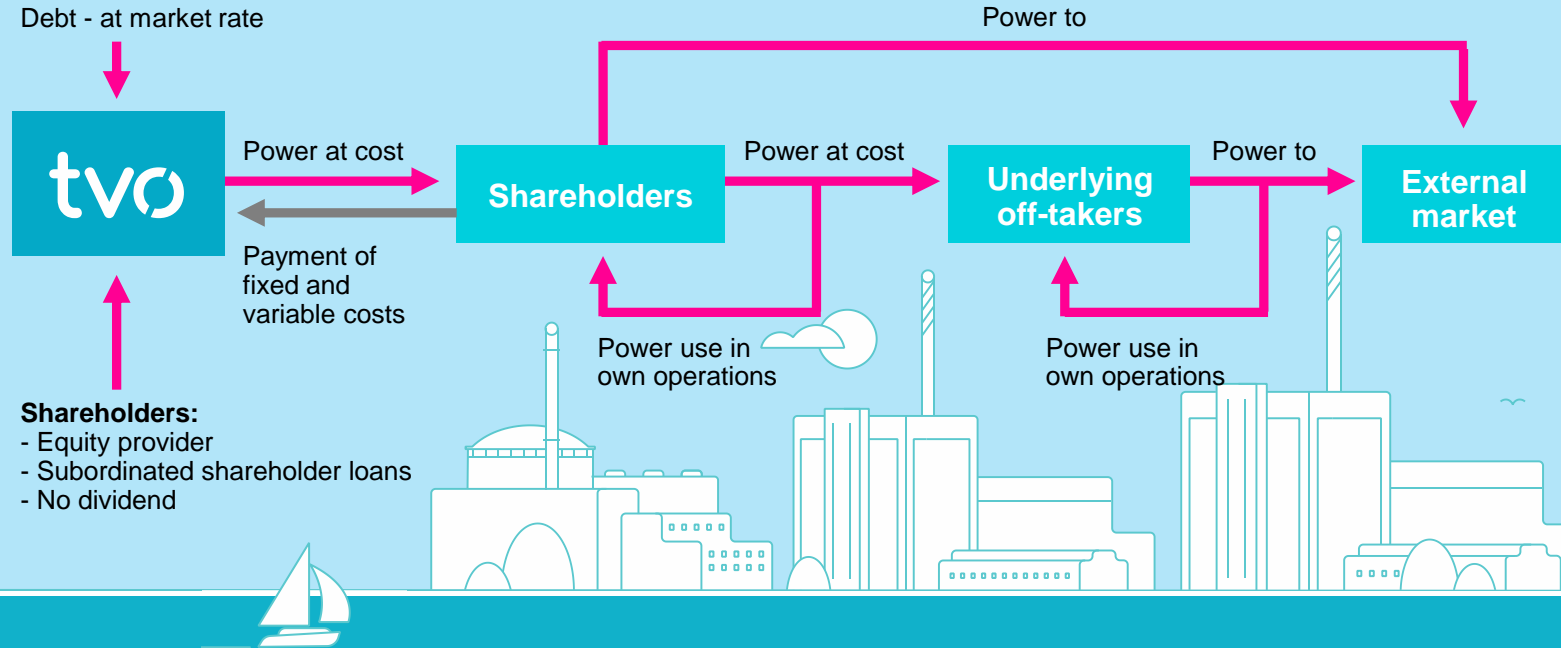 Debt - at market rate
Power to
tvo
Power at cost
Shareholders
Power at cost
Underlying
off-takers
Power to
External
market
Payment of
fixed and
variable costs
Power use in
own operations
Power use in
own operations
Shareholders:
- Equity provider
- Subordinated shareholder loans
- No dividend